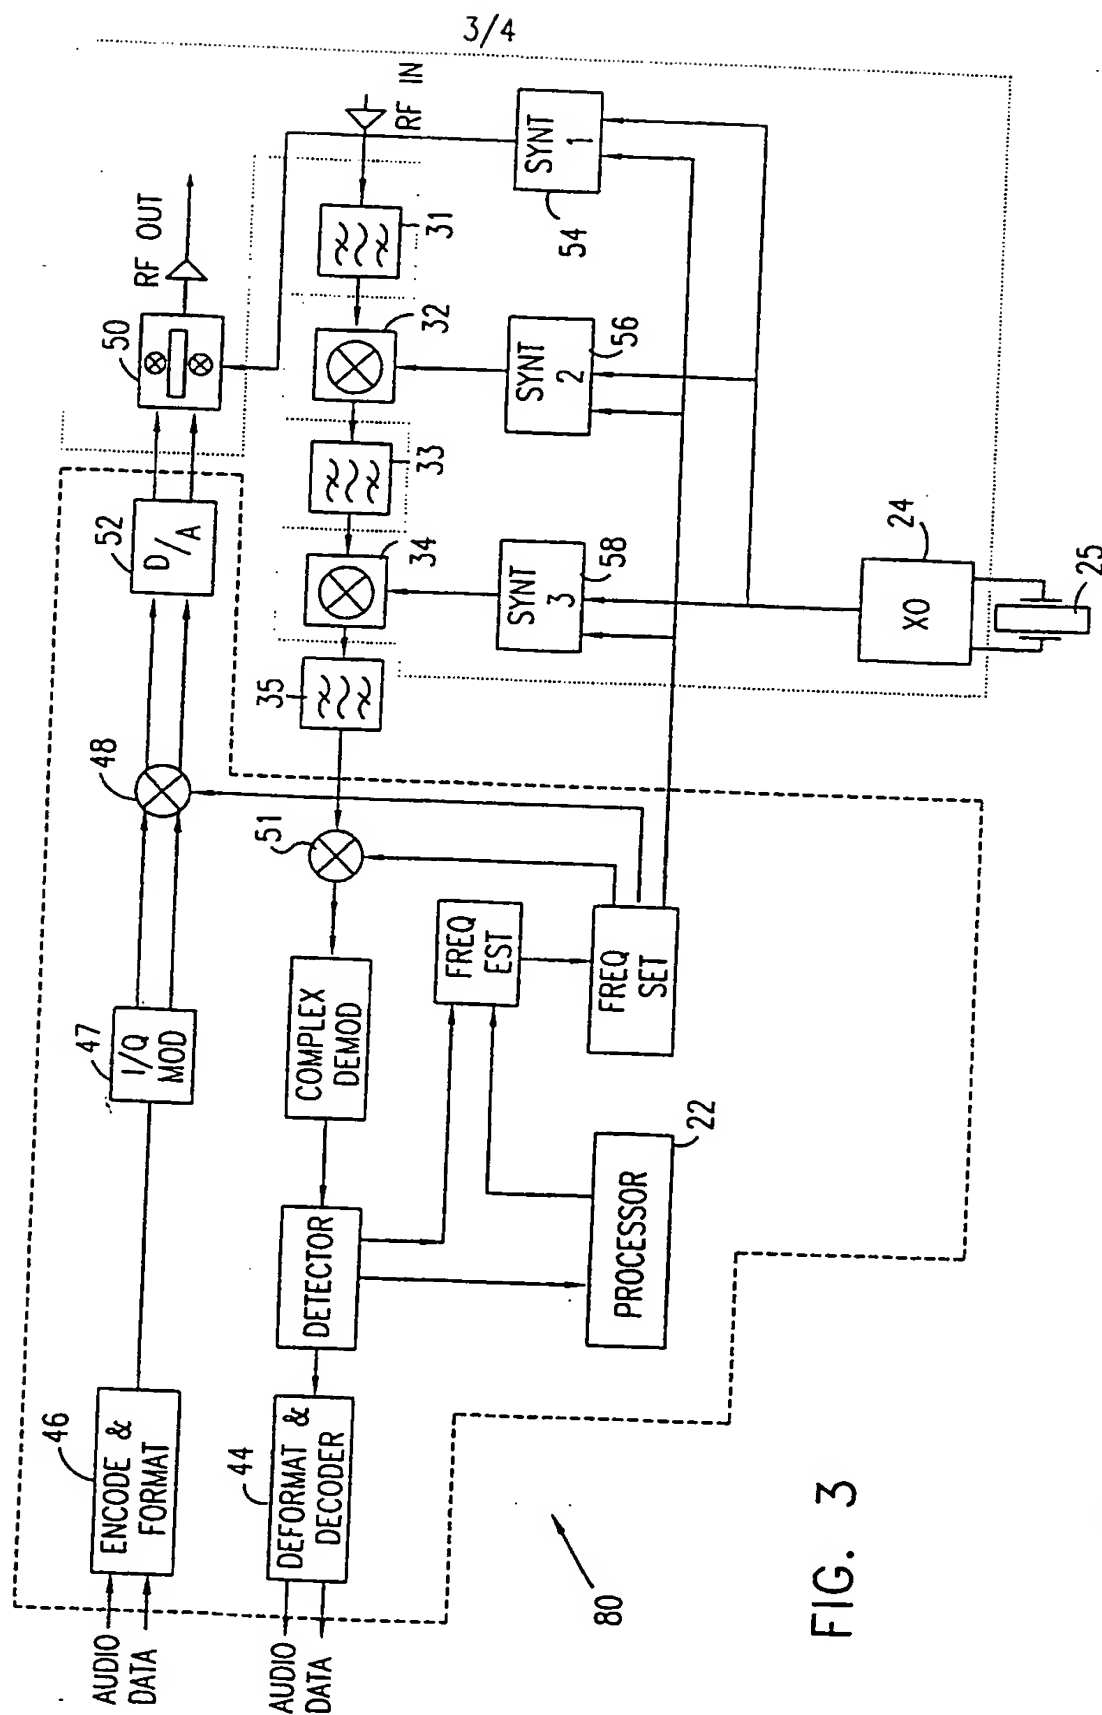 3/4
AUDIO
DATA
46
ENCODE &
FORMAT
47
I/Q
MOD
48
52
D/A
50
RF OUT
AUDIO
DATA
44
DEFORMAT &
DECODER
DETECTOR
COMPLEX
DEMOD
51
35
34
33
32
31
RF IN
FREQ
EST
FREQ
SET
PROCESSOR
22
SYNT
3
58
SYNT
2
56
SYNT
1
54
XO
24
25
80
FIG. 3